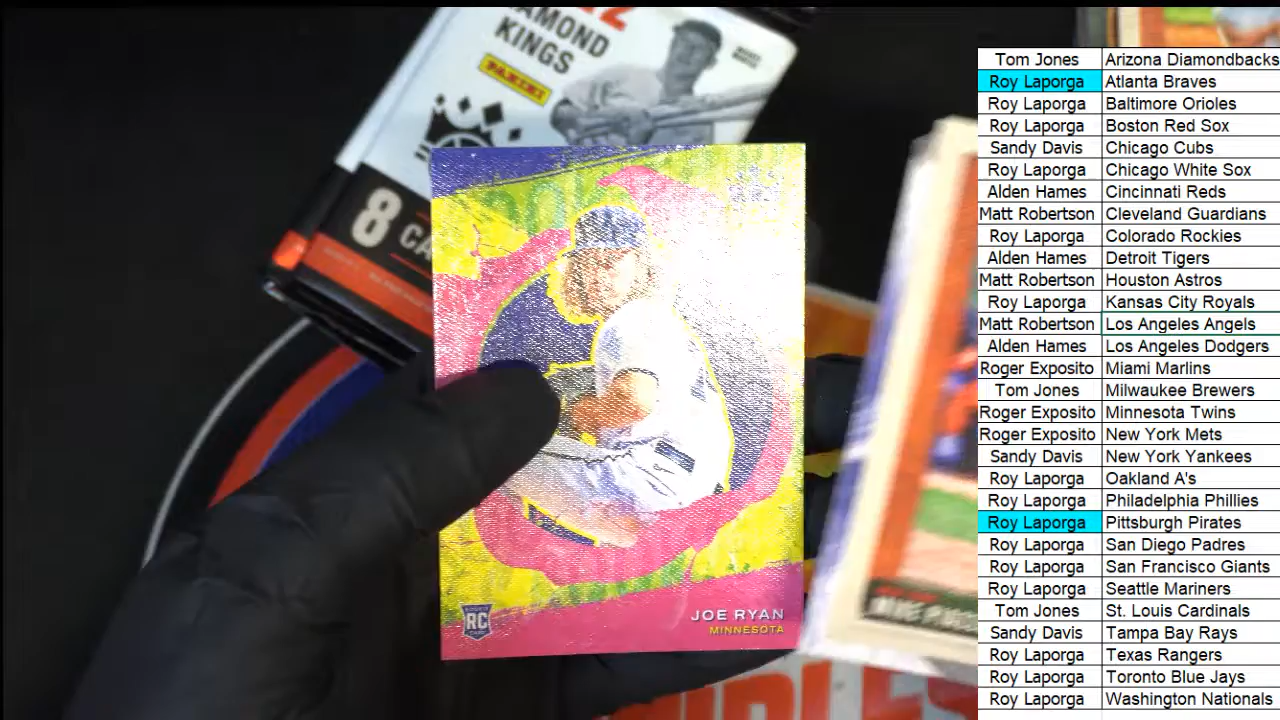 DIAMOND
KINGS
PANINI
8 CA
ROOKIE
RC
CARD
JOE RYAN
MINNESOTA
Tom Jones Arizona Diamondbacks
Roy Laporga Atlanta Braves
Roy Laporga Baltimore Orioles
Roy Laporga Boston Red Sox
Sandy Davis Chicago Cubs
Roy Laporga Chicago White Sox
Alden Hames Cincinnati Reds
Matt Robertson Cleveland Guardians
Roy Laporga Colorado Rockies
Alden Hames Detroit Tigers
Matt Robertson Houston Astros
Roy Laporga Kansas City Royals
Matt Robertson Los Angeles Angels
Alden Hames Los Angeles Dodgers
Roger Exposito Miami Marlins
Tom Jones Milwaukee Brewers
Roger Exposito Minnesota Twins
Roger Exposito New York Mets
Sandy Davis New York Yankees
Roy Laporga Oakland A's
Roy Laporga Philadelphia Phillies
Roy Laporga Pittsburgh Pirates
Roy Laporga San Diego Padres
Roy Laporga San Francisco Giants
Roy Laporga Seattle Mariners
Tom Jones St. Louis Cardinals
Sandy Davis Tampa Bay Rays
Roy Laporga Texas Rangers
Roy Laporga Toronto Blue Jays
Roy Laporga Washington Nationals